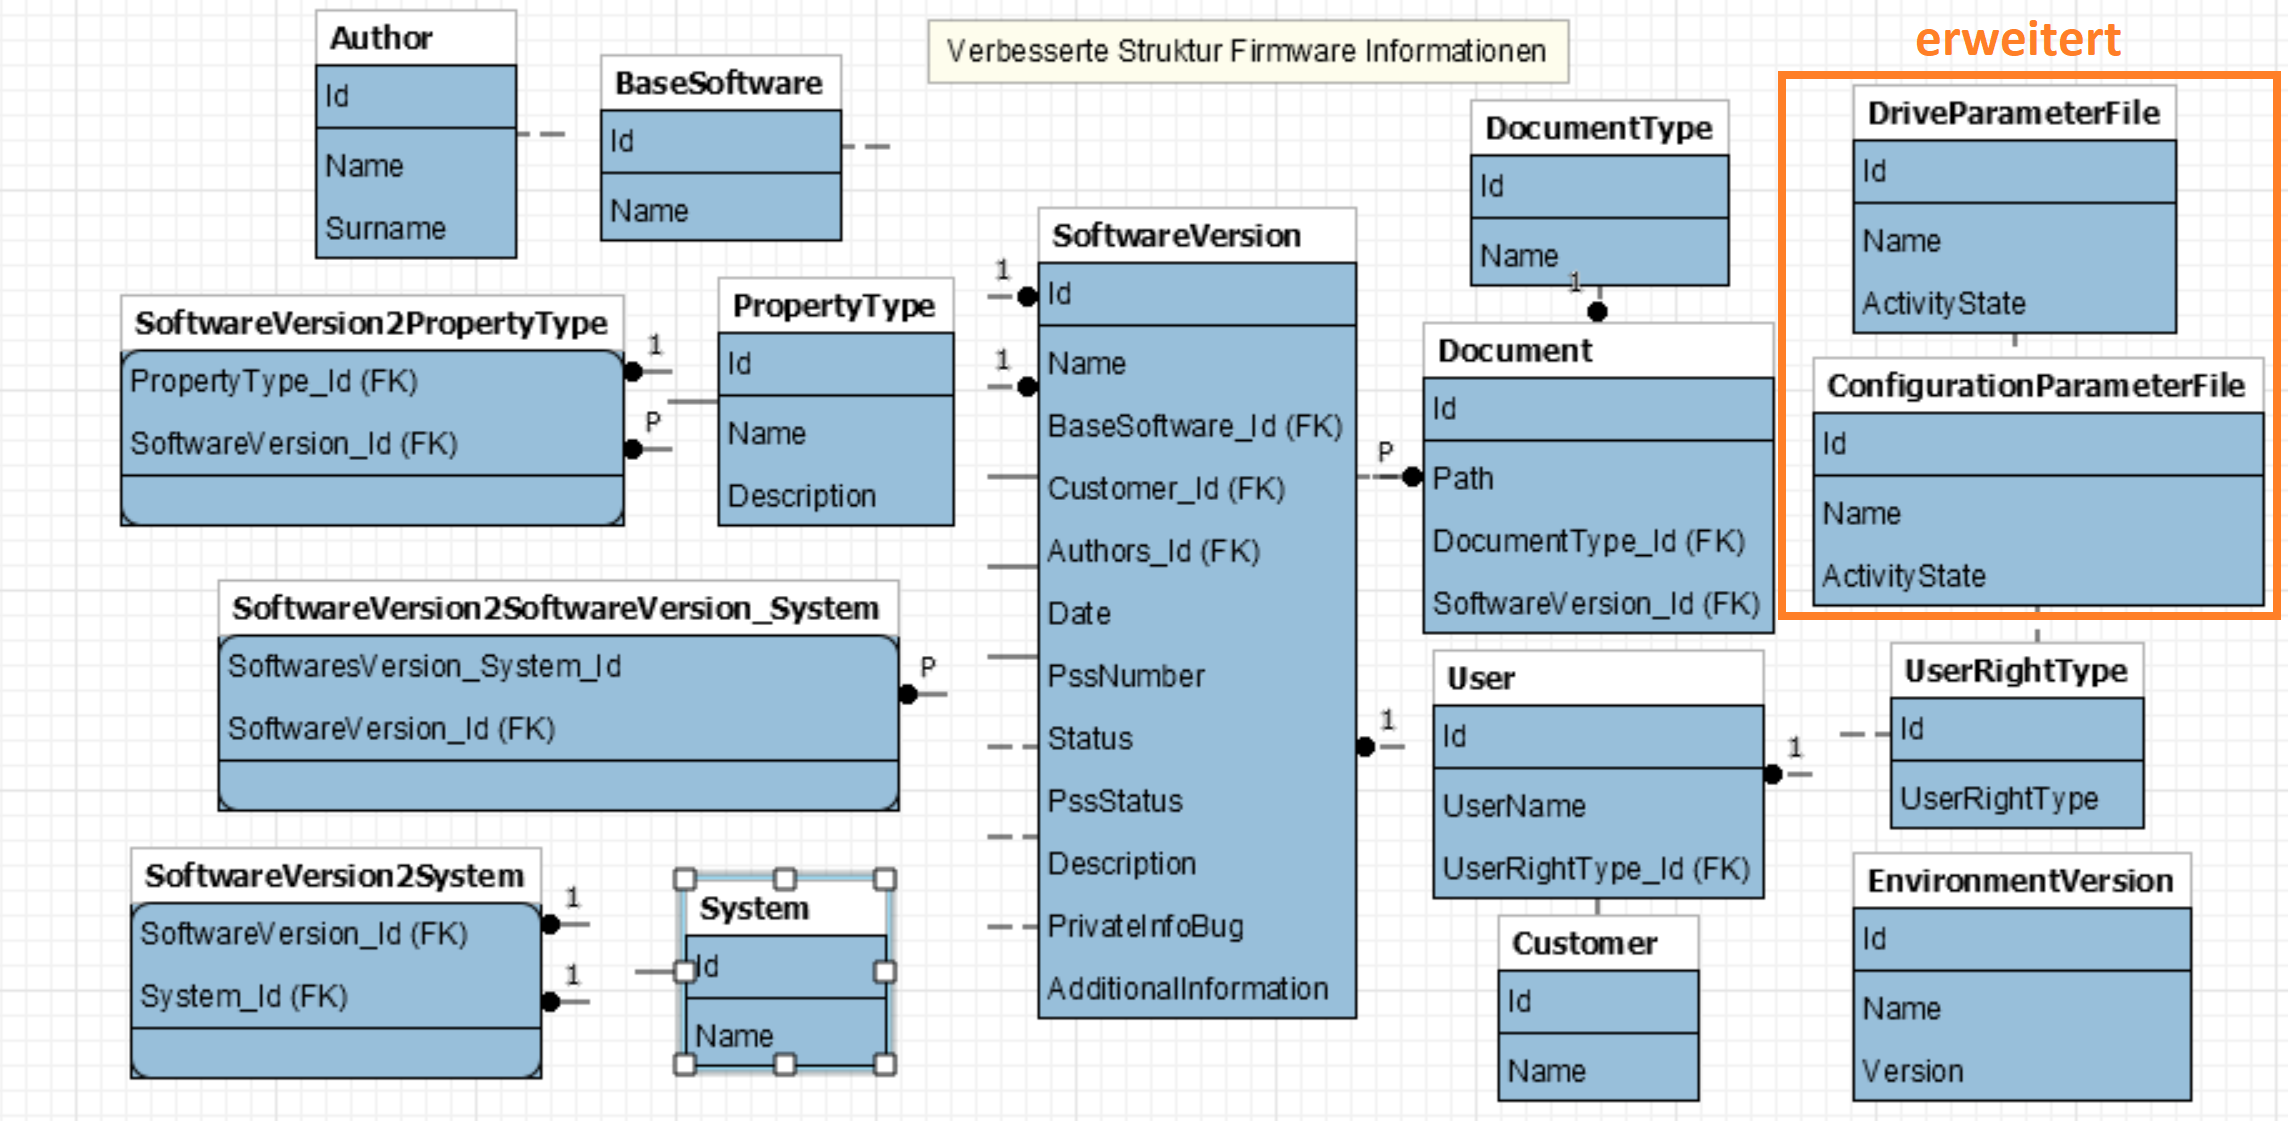 Author
Id
Name
Surname
BaseSoftware
Id
Name
Verbesserte Struktur Firmware Informationen
erweitert
DocumentType
Id
Name
1
DriveParameterFile
Id
Name
ActivityState
SoftwareVersion2PropertyType
PropertyType_Id (FK)
SoftwareVersion_Id (FK)
1
P
PropertyType
Id
Name
Description
SoftwareVersion
1
Id
1
Name
BaseSoftware_Id (FK)
Customer_Id (FK)
Authors_Id (FK)
Date
PssNumber
Status
PssStatus
Description
PrivateInfoBug
AdditionalInformation
P
1
Document
Id
Path
DocumentType_Id (FK)
SoftwareVersion_Id (FK)
ConfigurationParameterFile
Id
Name
ActivityState
SoftwareVersion2SoftwareVersion_System
SoftwaresVersion_System_Id
SoftwareVersion_Id (FK)
P
User
Id
UserName
UserRightType_Id (FK)
1
UserRightType
Id
UserRightType
SoftwareVersion2System
SoftwareVersion_Id (FK)
System_Id (FK)
1
1
System
Id
Name
Customer
Id
Name
EnvironmentVersion
Id
Name
Version